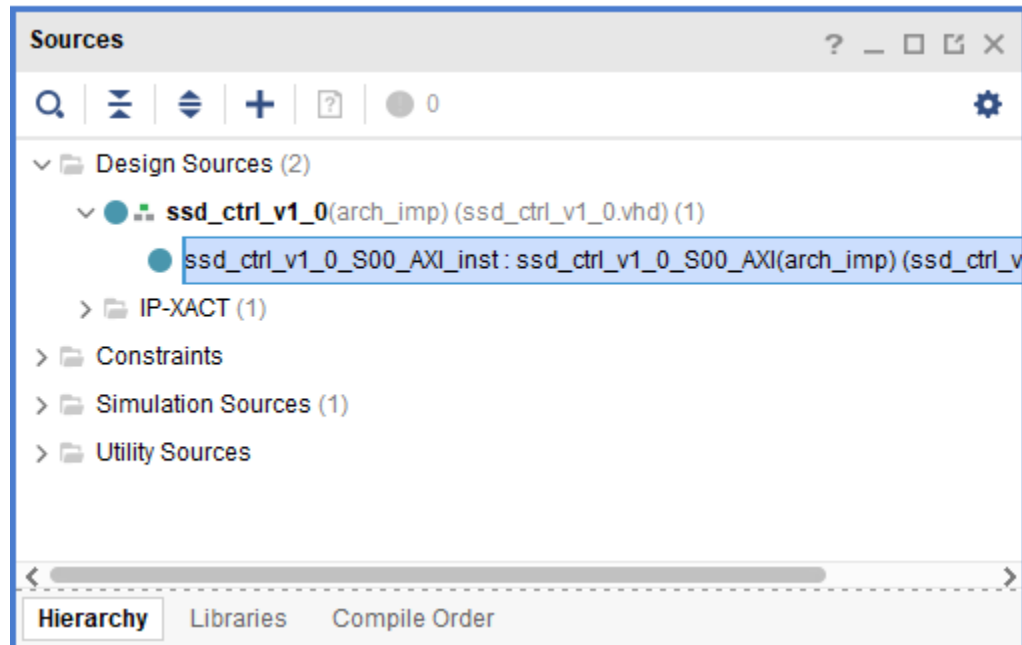 Sources
? 0
Design Sources (2)
ssd_ctrl_v1_0(arch_imp) (ssd_ctrl_v1_0.vhd) (1)
ssd_ctrl_v1_0_S00_AXI_inst : ssd_ctrl_v1_0_S00_AXI(arch_imp) (ssd_ctrl_v
IP-XACT (1)
Constraints
Simulation Sources (1)
Utility Sources
Hierarchy Libraries Compile Order